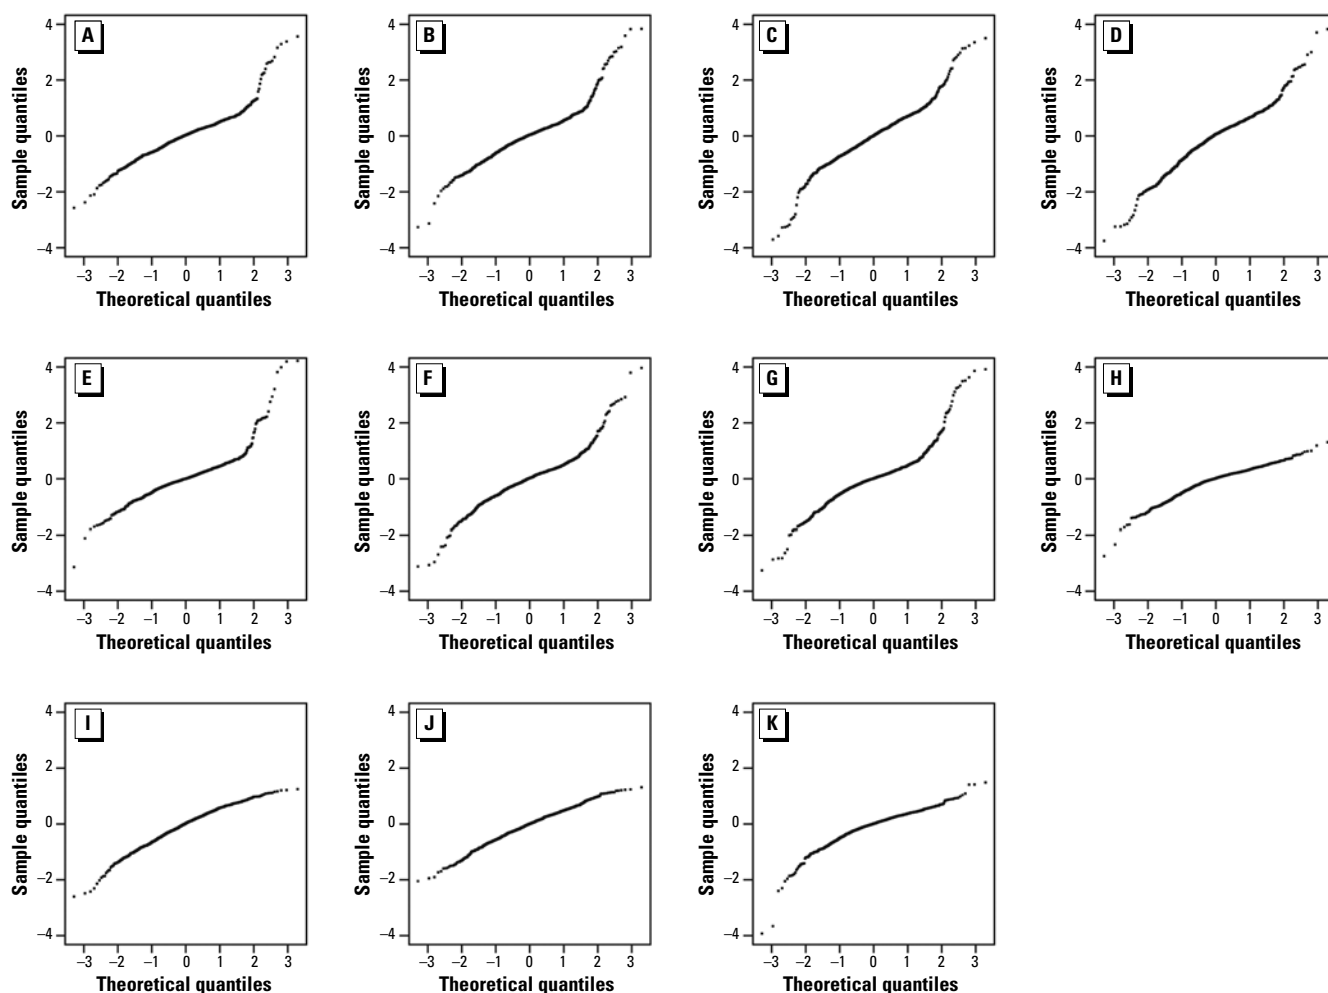 A
B
C
D
4 4 4 4
2 2 2 2
0 0 0 0
–2 –2 –2 –2
–4 –4 –4 –4
Sample quantiles Sample quantiles Sample quantiles Sample quantiles
–3 –2 –1 0 1 2 3 –3 –2 –1 0 1 2 3 –3 –2 –1 0 1 2 3 –3 –2 –1 0 1 2 3
Theoretical quantiles Theoretical quantiles Theoretical quantiles Theoretical quantiles
E
F
G
H
4 4 4 4
2 2 2 2
0 0 0 0
–2 –2 –2 –2
–4 –4 –4 –4
Sample quantiles Sample quantiles Sample quantiles Sample quantiles
–3 –2 –1 0 1 2 3 –3 –2 –1 0 1 2 3 –3 –2 –1 0 1 2 3 –3 –2 –1 0 1 2 3
Theoretical quantiles Theoretical quantiles Theoretical quantiles Theoretical quantiles
I
J
K
4 4 4
2 2 2
0 0 0
–2 –2 –2
–4 –4 –4
Sample quantiles Sample quantiles Sample quantiles
–3 –2 –1 0 1 2 3 –3 –2 –1 0 1 2 3 –3 –2 –1 0 1 2 3
Theoretical quantiles Theoretical quantiles Theoretical quantiles